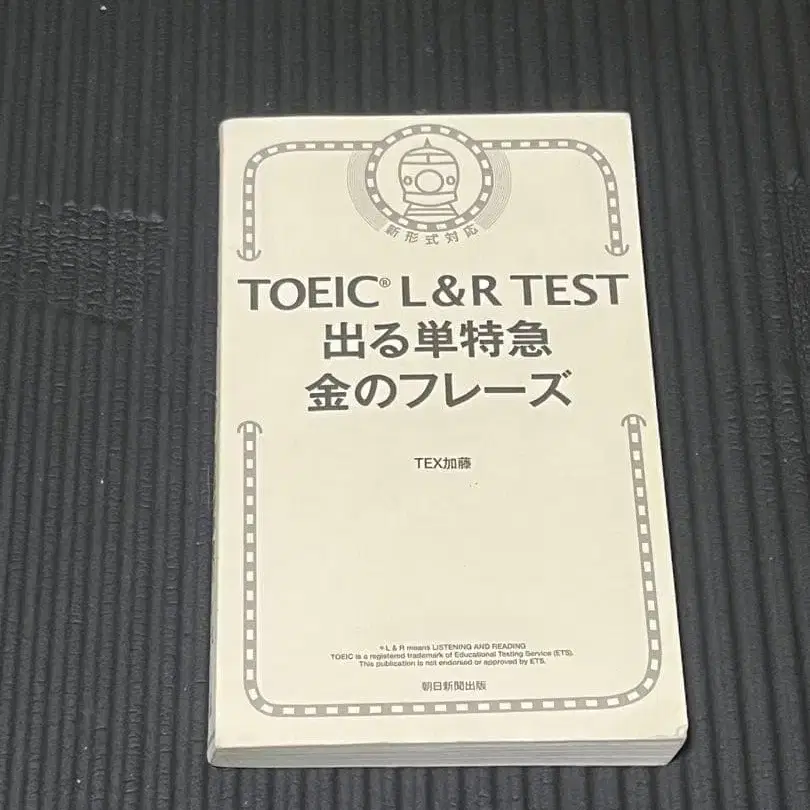 新形式対応
TOEIC® L&R TEST
出る単特急
金のフレーズ
TEX加藤
*L & R means LISTENING AND READING
TOEIC is a registered trademark of Educational Testing Service (ETS).
This publication is not endorsed or approved by ETS.
朝日新聞出版